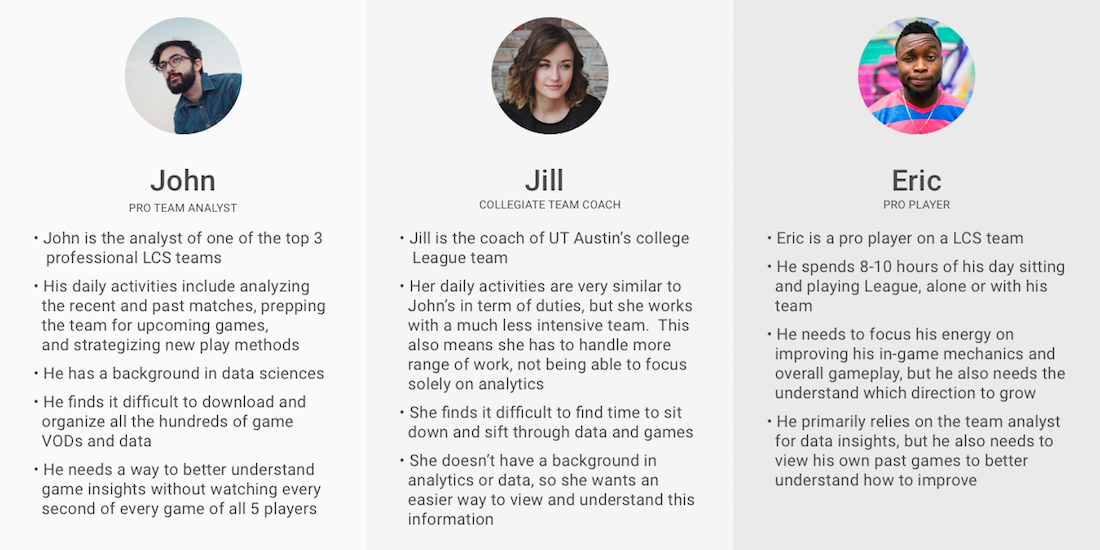 John
PRO TEAM ANALYST
• John is the analyst of one of the top 3
professional LCS teams
• His daily activities include analyzing
the recent and past matches, prepping
the team for upcoming games,
and strategizing new play methods
• He has a background in data sciences
• He finds it difficult to download and
organize all the hundreds of game
VODs and data
• He needs a way to better understand
game insights without watching every
second of every game of all 5 players
Jill
COLLEGIATE TEAM COACH
• Jill is the coach of UT Austin’s college
League team
• Her daily activities are very similar to
John’s in term of duties, but she works
with a much less intensive team.  This
also means she has to handle more
range of work, not being able to focus
solely on analytics
• She finds it difficult to find time to sit
down and sift through data and games
• She doesn’t have a background in
analytics or data, so she wants an
easier way to view and understand this
information
Eric
PRO PLAYER
• Eric is a pro player on a LCS team
• He spends 8-10 hours of his day sitting
and playing League, alone or with his
team
• He needs to focus his energy on
improving his in-game mechanics and
overall gameplay, but he also needs the
understand which direction to grow
• He primarily relies on the team analyst
for data insights, but he also needs to
view his own past games to better
understand how to improve